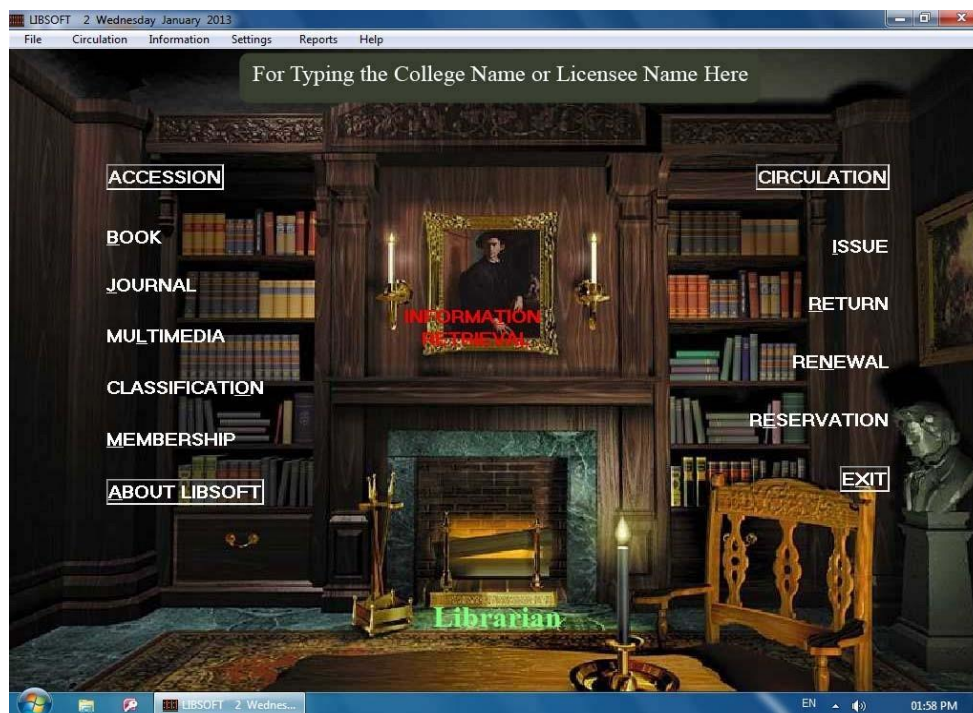 LIBSOFT 2 Wednesday January 2013
File Circulation Information Settings Reports Help
For Typing the College Name or Licensee Name Here
ACCESSION
BOOK
JOURNAL
MULTIMEDIA
CLASSIFICATION
MEMBERSHIP
ABOUT LIBSOFT
INFORMATION
RETRIEVAL
CIRCULATION
ISSUE
RETURN
RENEWAL
RESERVATION
EXIT
Librarian
LIBSOFT 2 Wednes... EN 01:58 PM